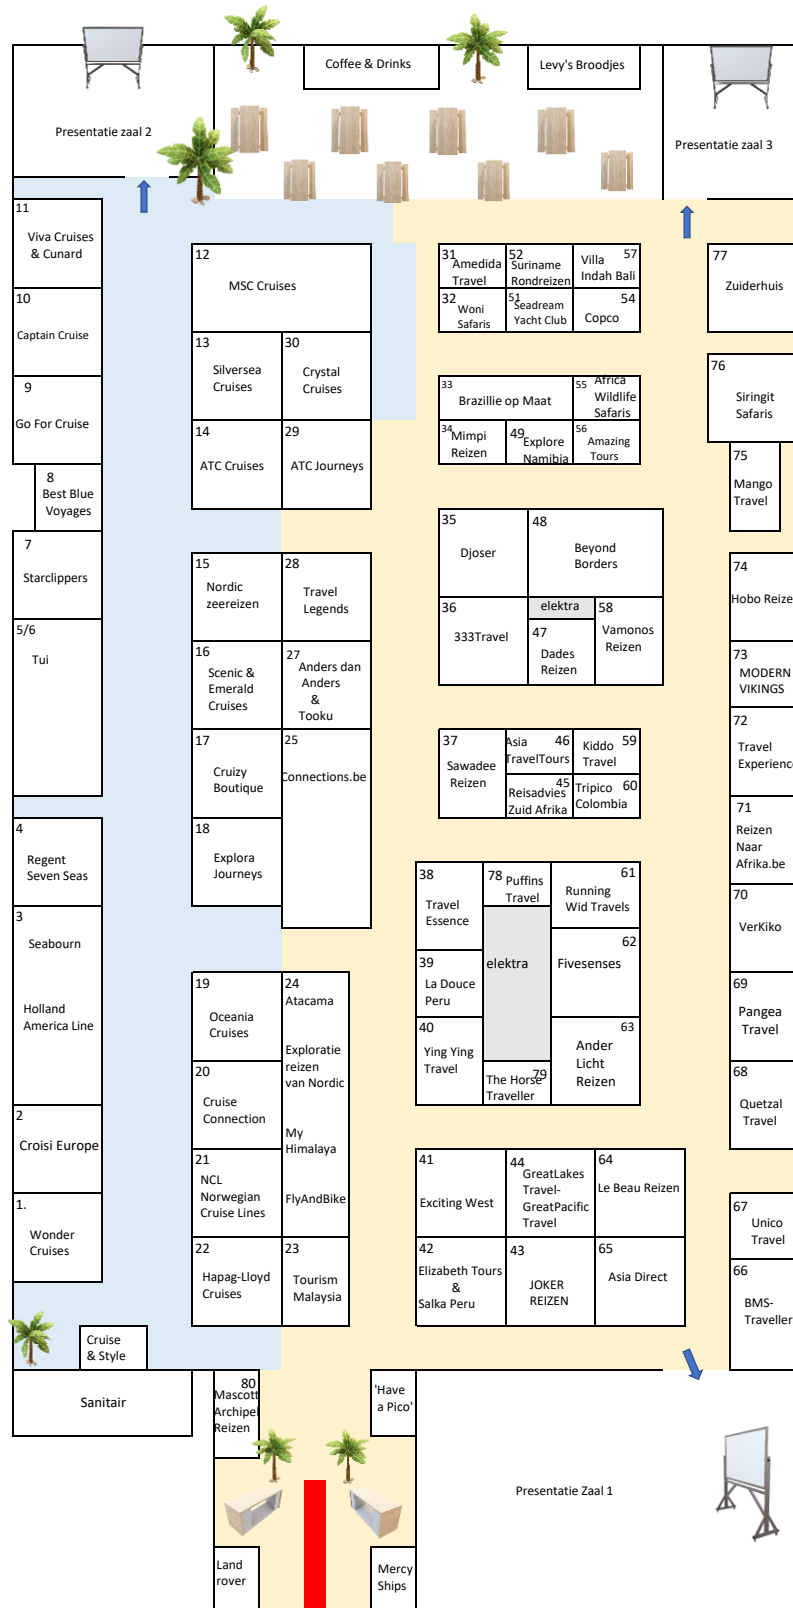 Coffee & Drinks
Levy's Broodjes
Presentatie zaal 2
Presentatie zaal 3
11
Viva Cruises
& Cunard
10
Captain Cruise
9
Go For Cruise
8
Best Blue
Voyages
7
Starclippers
5/6
Tui
4
Regent
Seven Seas
3
Seabourn
Holland
America Line
2
Croisi Europe
1.
Wonder
Cruises
Cruise
& Style
Sanitair
12
MSC Cruises
13
Silversea
Cruises
30
Crystal
Cruises
14
ATC Cruises
29
ATC Journeys
15
Nordic
zeereizen
28
Travel
Legends
16
Scenic &
Emerald
Cruises
27
Anders dan
Anders
&
Tooku
17
Cruizy
Boutique
25
Connections.be
18
Explora
Journeys
19
Oceania
Cruises
24
Atacama
Exploratie
reizen
van Nordic
My
Himalaya
FlyAndBike
20
Cruise
Connection
21
NCL
Norwegian
Cruise Lines
22
Hapag-Lloyd
Cruises
23
Tourism
Malaysia
31
Amedida
Travel
52
Suriname
Rondreizen
57
Villa
Indah Bali
32
Woni
Safaris
51
Seadream
Yacht Club
54
Copco
33
Brazillie op Maat
55
Africa
Wildlife
Safaris
34
Mimpi
Reizen
49
Explore
Namibia
56
Amazing
Tours
35
Djoser
48
Beyond
Borders
36
333Travel
elektra
47
Dades
Reizen
58
Vamonos
Reizen
37
Sawadee
Reizen
46
Asia
TravelTours
59
Kiddo
Travel
45
Reisadvies
Zuid Afrika
60
Tripico
Colombia
38
Travel
Essence
78
Puffins
Travel
61
Running
Wid Travels
39
La Douce
Peru
elektra
62
Fivesenses
40
Ying Ying
Travel
79
The Horse
Traveller
63
Ander
Licht
Reizen
41
Exciting West
44
GreatLakes
Travel-
GreatPacific
Travel
64
Le Beau Reizen
42
Elizabeth Tours
&
Salka Peru
43
JOKER
REIZEN
65
Asia Direct
77
Zuiderhuis
76
Siringit
Safaris
75
Mango
Travel
74
Hobo Reize
73
MODERN
VIKINGS
72
Travel
Experience
71
Reizen
Naar
Afrika.be
70
VerKiko
69
Pangea
Travel
68
Quetzal
Travel
67
Unico
Travel
66
BMS-
Traveller
80
Mascott
Archipel
Reizen
'Have
a Pico'
Presentatie Zaal 1
Land
rover
Mercy
Ships